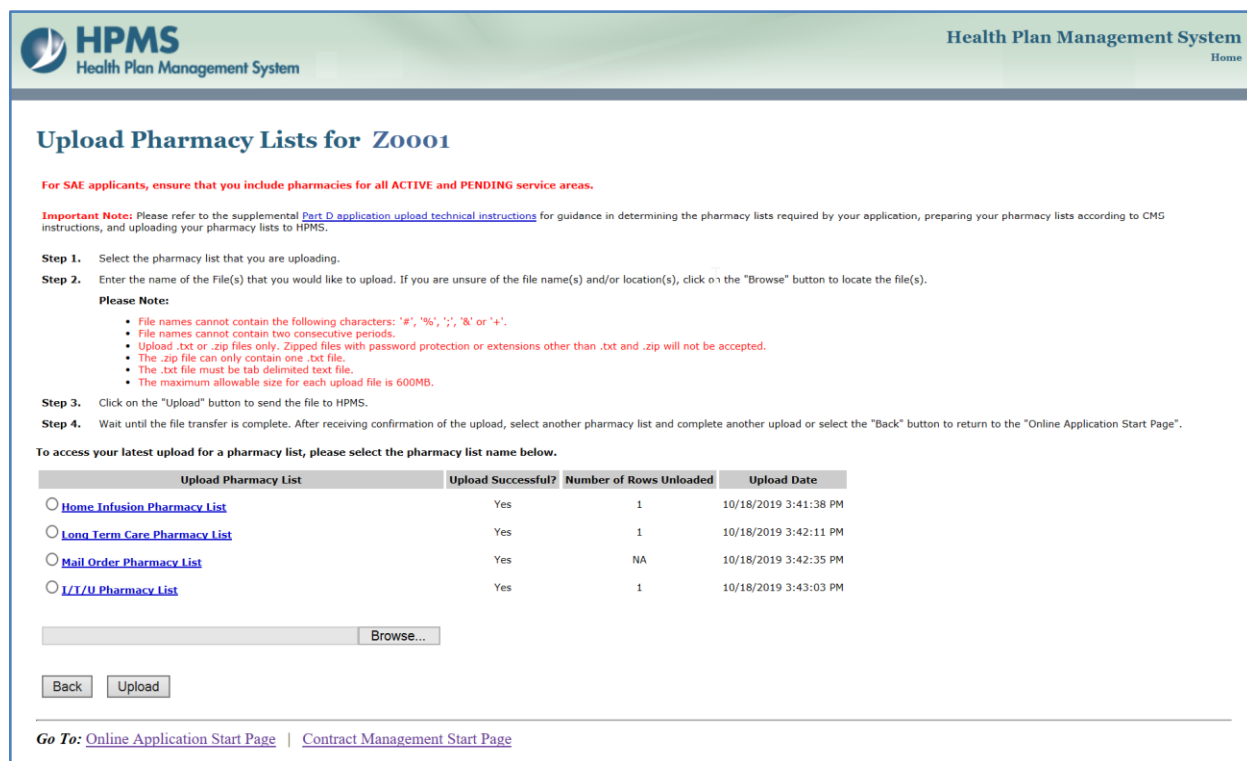 HPMS
Health Plan Management System
Health Plan Management System
Home
Upload Pharmacy Lists for Z0001
For SAE applicants, ensure that you include pharmacies for all ACTIVE and PENDING service areas.
Important Note: Please refer to the supplemental Part D application upload technical instructions for guidance in determining the pharmacy lists required by your application, preparing your pharmacy lists according to CMS
instructions, and uploading your pharmacy lists to HPMS.
Step 1. Select the pharmacy list that you are uploading.
Step 2. Enter the name of the File(s) that you would like to upload. If you are unsure of the file name(s) and/or location(s), click on the "Browse" button to locate the file(s).
Please Note:
• File names cannot contain the following characters: '#', '%', ';', '&' or '+'.
• File names cannot contain two consecutive periods.
• Upload .txt or .zip files only. Zipped files with password protection or extensions other than .txt and .zip will not be accepted.
• The .zip file can only contain one .txt file.
• The .txt file must be tab delimited text file.
• The maximum allowable size for each upload file is 600MB.
Step 3. Click on the "Upload" button to send the file to HPMS.
Step 4. Wait until the file transfer is complete. After receiving confirmation of the upload, select another pharmacy list and complete another upload or select the "Back" button to return to the "Online Application Start Page".
To access your latest upload for a pharmacy list, please select the pharmacy list name below.
Upload Pharmacy List Upload Successful? Number of Rows Unloaded Upload Date
Home Infusion Pharmacy List Yes 1 10/18/2019 3:41:38 PM
Long Term Care Pharmacy List Yes 1 10/18/2019 3:42:11 PM
Mail Order Pharmacy List Yes NA 10/18/2019 3:42:35 PM
I/T/U Pharmacy List Yes 1 10/18/2019 3:43:03 PM
Browse...
Back Upload
Go To: Online Application Start Page | Contract Management Start Page